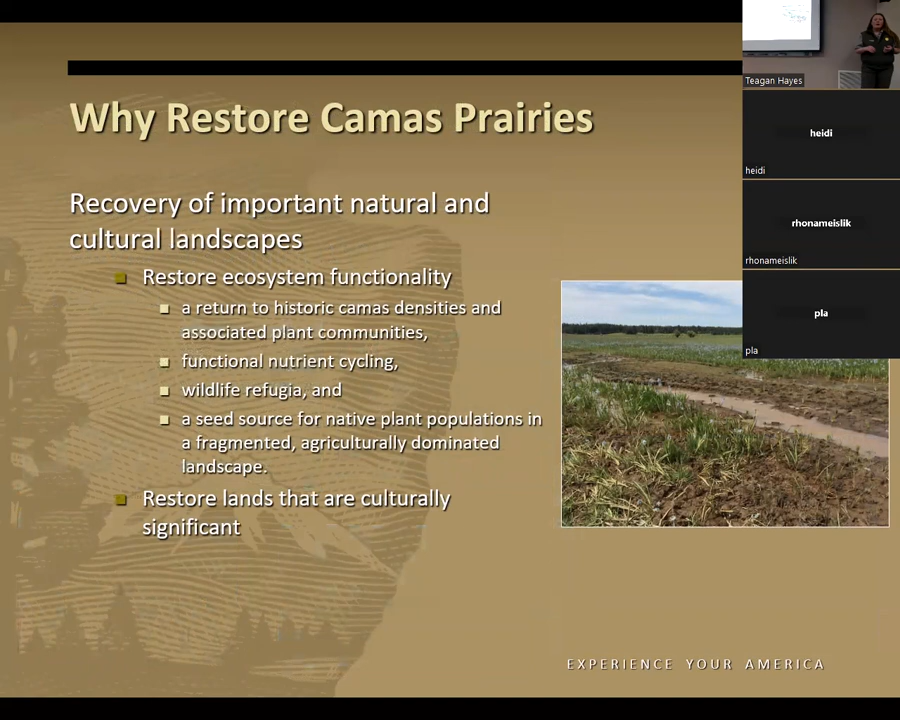 Why Restore Camas Prairies
Recovery of important natural and
cultural landscapes
Restore ecosystem functionality
a return to historic camas densities and
associated plant communities,
functional nutrient cycling,
wildlife refugia, and
a seed source for native plant populations in
a fragmented, agriculturally dominated
landscape.
Restore lands that are culturally
significant
EXPERIENCE YOUR AMERICA
Teagan Hayes
heidi
heidi
rhonameislik
rhonameislik
pla
pla